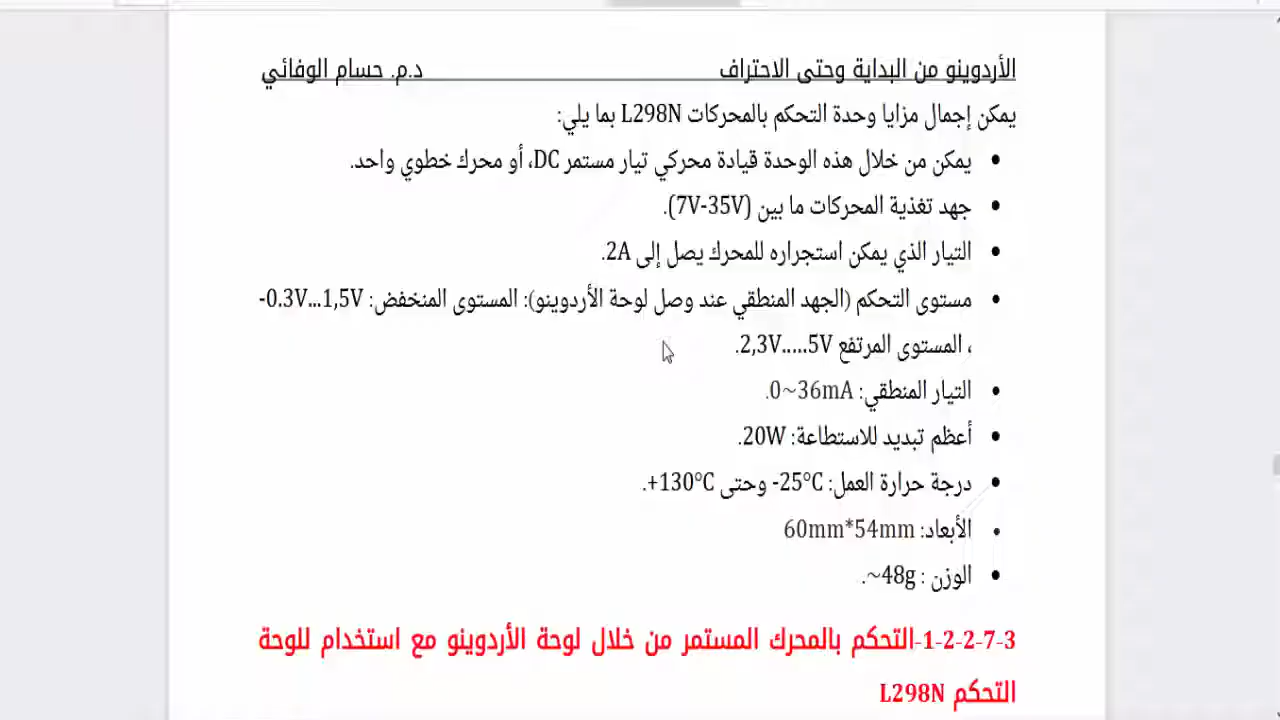 الأردوينو من البداية وحتى الاحتراف د.م. حسام الوفائي
يمكن إجمال مزايا وحدة التحكم بالمحركات L298N بما يلي:
• يمكن من خلال هذه الوحدة قيادة محركي تيار مستمر DC، أو محرك خطوي واحد.
• جهد تغذية المحركات ما بين (7V-35V).
• التيار الذي يمكن استجراره للمحرك يصل إلى 2A.
• مستوى التحكم (الجهد المنطقي عند وصل لوحة الأردوينو): المستوى المنخفض: -0.3V...1,5V
، المستوى المرتفع 2,3V.....5V.
• التيار المنطقي: 0~36mA.
• أعظم تبديد للاستطاعة: 20W.
• درجة حرارة العمل: -25°C وحتى +130°C.
• الأبعاد: 60mm*54mm
• الوزن : ~48g.
3-7-2-2-1-التحكم بالمحرك المستمر من خلال لوحة الأردوينو مع استخدام للوحة
التحكم L298N